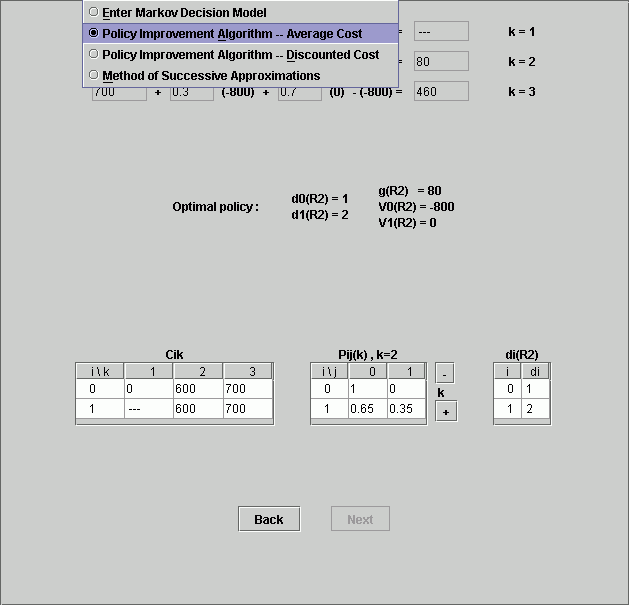 Enter Markov Decision Model
Policy Improvement Algorithm -- Average Cost = --- k = 1
Policy Improvement Algorithm -- Discounted Cost = 80 k = 2
Method of Successive Approximations
700 + 0.3 (-800) + 0.7 (0) - (-800) = 460 k = 3
g(R2) = 80
d0(R2) = 1
Optimal policy : V0(R2) = -800
d1(R2) = 2
V1(R2) = 0
Cik Pij(k) , k=2 di(R2)
i \ k 1 2 3 i \ j 0 1 - i di
0 0 600 700 0 1 0 k 0 1
1 --- 600 700 1 0.65 0.35 + 1 2
Back Next